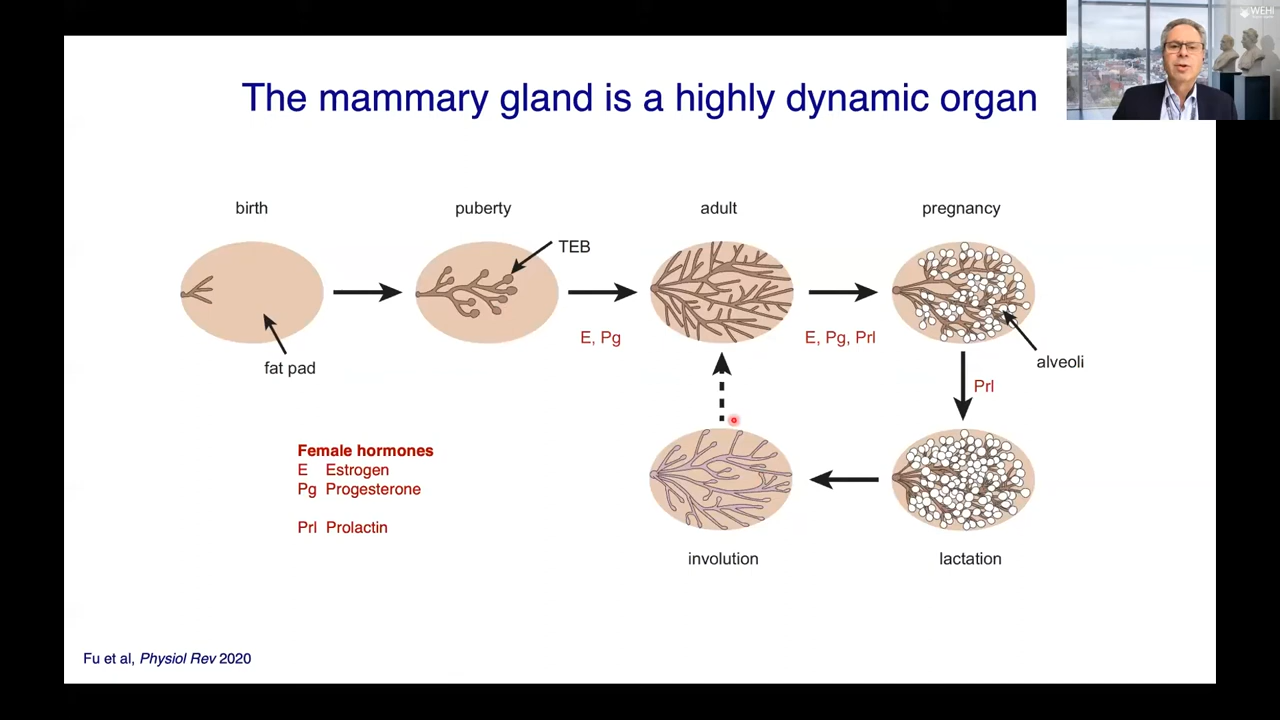 WEHI
The mammary gland is a highly dynamic organ
birth
puberty
adult
pregnancy
TEB
fat pad
E, Pg
E, Pg, Prl
alveoli
Prl
Female hormones
E Estrogen
Pg Progesterone
Prl Prolactin
involution
lactation
Fu et al, Physiol Rev 2020